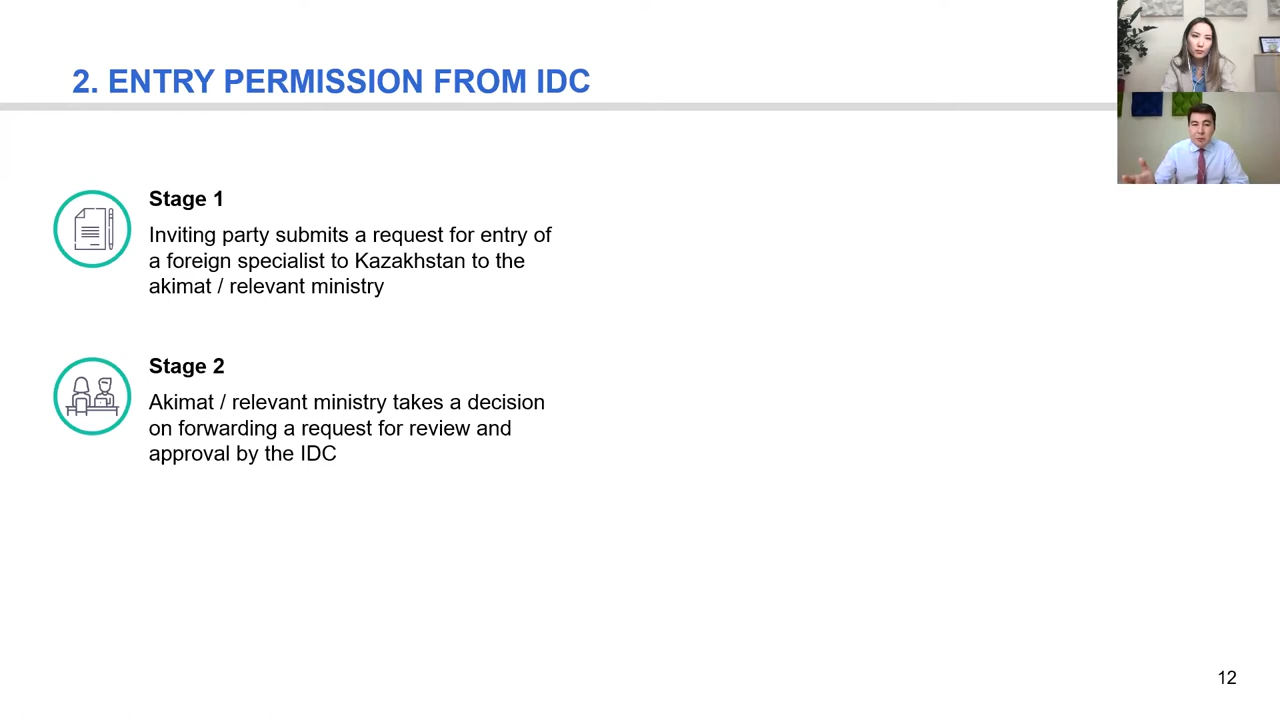 2. ENTRY PERMISSION FROM IDC
Stage 1
Inviting party submits a request for entry of
a foreign specialist to Kazakhstan to the
akimat / relevant ministry
Stage 2
Akimat / relevant ministry takes a decision
on forwarding a request for review and
approval by the IDC
12